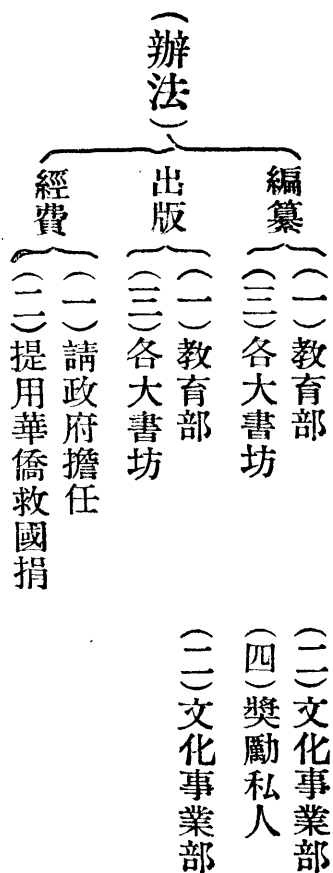 （辦法）
編纂
（一）教育部　（二）文化事業部
（三）各大書坊　（四）獎勵私人
出版
（一）教育部　（二）文化事業部
（三）各大書坊
經費
（一）請政府擔任
（二）提用華僑救國捐